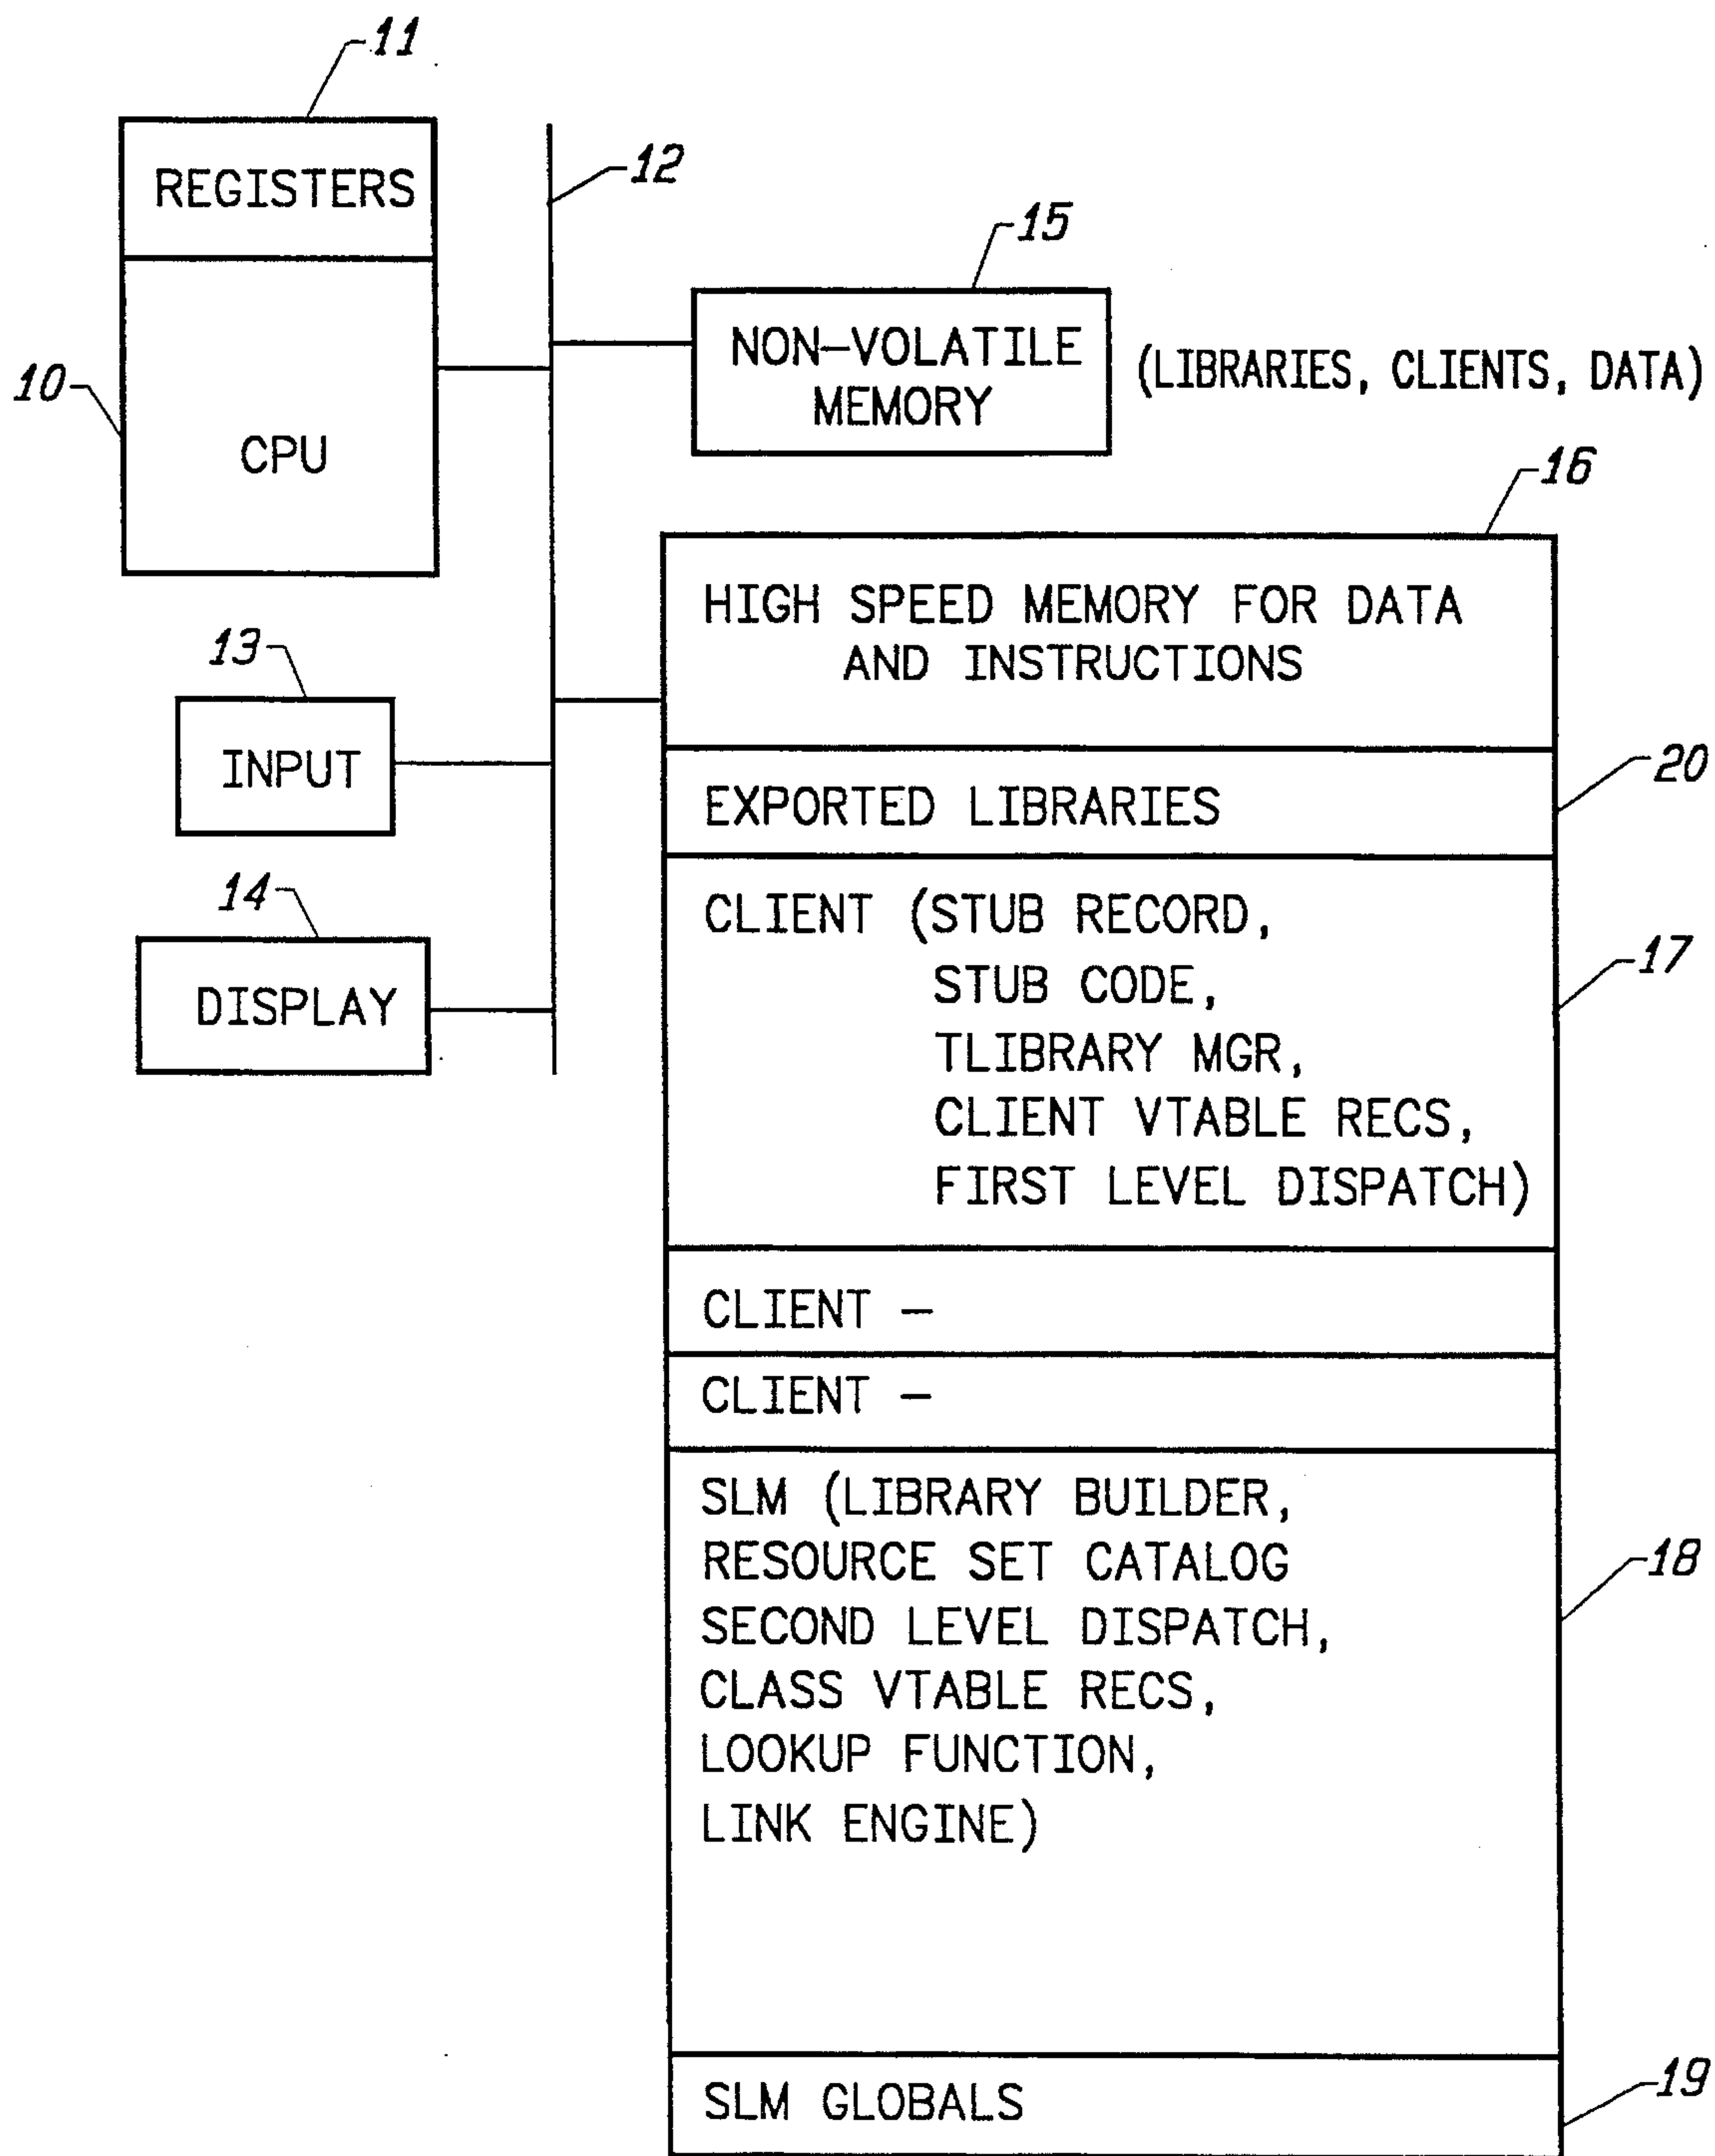 11
REGISTERS
12
15
NON-VOLATILE
MEMORY
(LIBRARIES, CLIENTS, DATA)
10
CPU
16
HIGH SPEED MEMORY FOR DATA
AND INSTRUCTIONS
13
INPUT
20
EXPORTED LIBRARIES
14
DISPLAY
CLIENT (STUB RECORD,
STUB CODE,
TLIBRARY MGR,
CLIENT VTABLE RECS,
FIRST LEVEL DISPATCH)
17
CLIENT –
CLIENT –
SLM (LIBRARY BUILDER,
RESOURCE SET CATALOG
SECOND LEVEL DISPATCH,
CLASS VTABLE RECS,
LOOKUP FUNCTION,
LINK ENGINE)
18
SLM GLOBALS
19